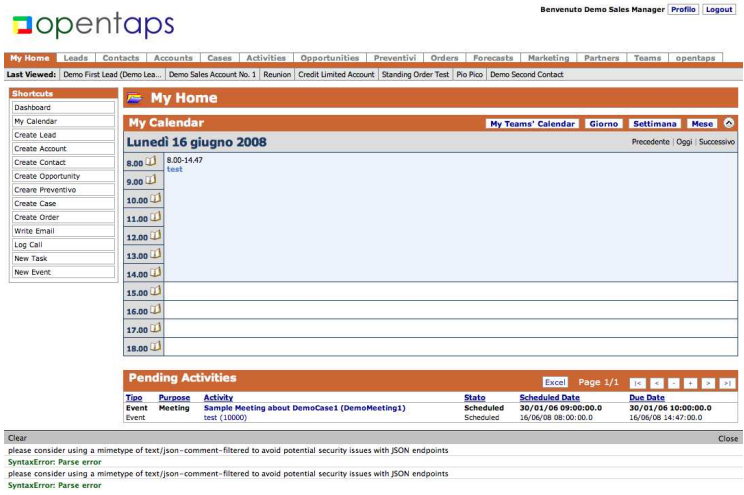 Benvenuto Demo Sales Manager Profilo Logout
opentaps
My Home Leads Contacts Accounts Cases Activities Opportunities Preventivi Orders Forecasts Marketing Partners Teams opentaps
Last Viewed: Demo First Lead (Demo Lea... Demo Sales Account No. 1 Reunion Credit Limited Account Standing Order Test Pio Pico Demo Second Contact
Shortcuts
Dashboard
My Calendar
Create Lead
Create Account
Create Contact
Create Opportunity
Creare Preventivo
Create Case
Create Order
Write Email
Log Call
New Task
New Event
My Home
My Calendar My Teams' Calendar Giorno Settimana Mese
Lunedì 16 giugno 2008 Precedente | Oggi | Successivo
8.00 8.00-14.47
test
9.00
10.00
11.00
12.00
13.00
14.00
15.00
16.00
17.00
18.00
Pending Activities Excel Page 1/1 |< < - + > >|
Tipo Purpose Activity Stato Scheduled Date Due Date
Event Meeting Sample Meeting about DemoCase1 (DemoMeeting1) Scheduled 30/01/06 09:00:00.0 30/01/06 10:00:00.0
Event test (10000) Scheduled 16/06/08 08:00:00.0 16/06/08 14:47:00.0
Clear Close
please consider using a mimetype of text/json-comment-filtered to avoid potential security issues with JSON endpoints
SyntaxError: Parse error
please consider using a mimetype of text/json-comment-filtered to avoid potential security issues with JSON endpoints
SyntaxError: Parse error